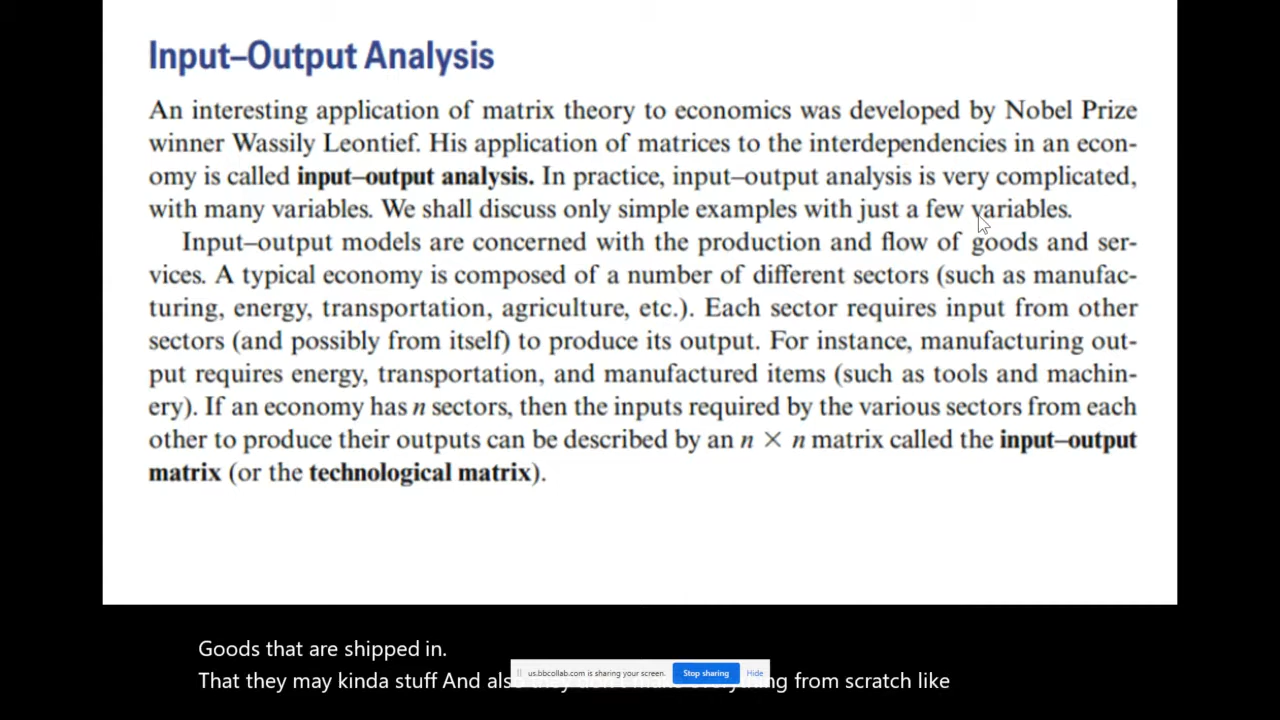 Input–Output Analysis
An interesting application of matrix theory to economics was developed by Nobel Prize
winner Wassily Leontief. His application of matrices to the interdependencies in an econ-
omy is called input–output analysis. In practice, input–output analysis is very complicated,
with many variables. We shall discuss only simple examples with just a few variables.
Input–output models are concerned with the production and flow of goods and ser-
vices. A typical economy is composed of a number of different sectors (such as manufac-
turing, energy, transportation, agriculture, etc.). Each sector requires input from other
sectors (and possibly from itself) to produce its output. For instance, manufacturing out-
put requires energy, transportation, and manufactured items (such as tools and machin-
ery). If an economy has n sectors, then the inputs required by the various sectors from each
other to produce their outputs can be described by an n × n matrix called the input–output
matrix (or the technological matrix).
Goods that are shipped in.
That they may kinda stuff And from scratch like
us.bbcollab.com is sharing your screen. Stop sharing Hide